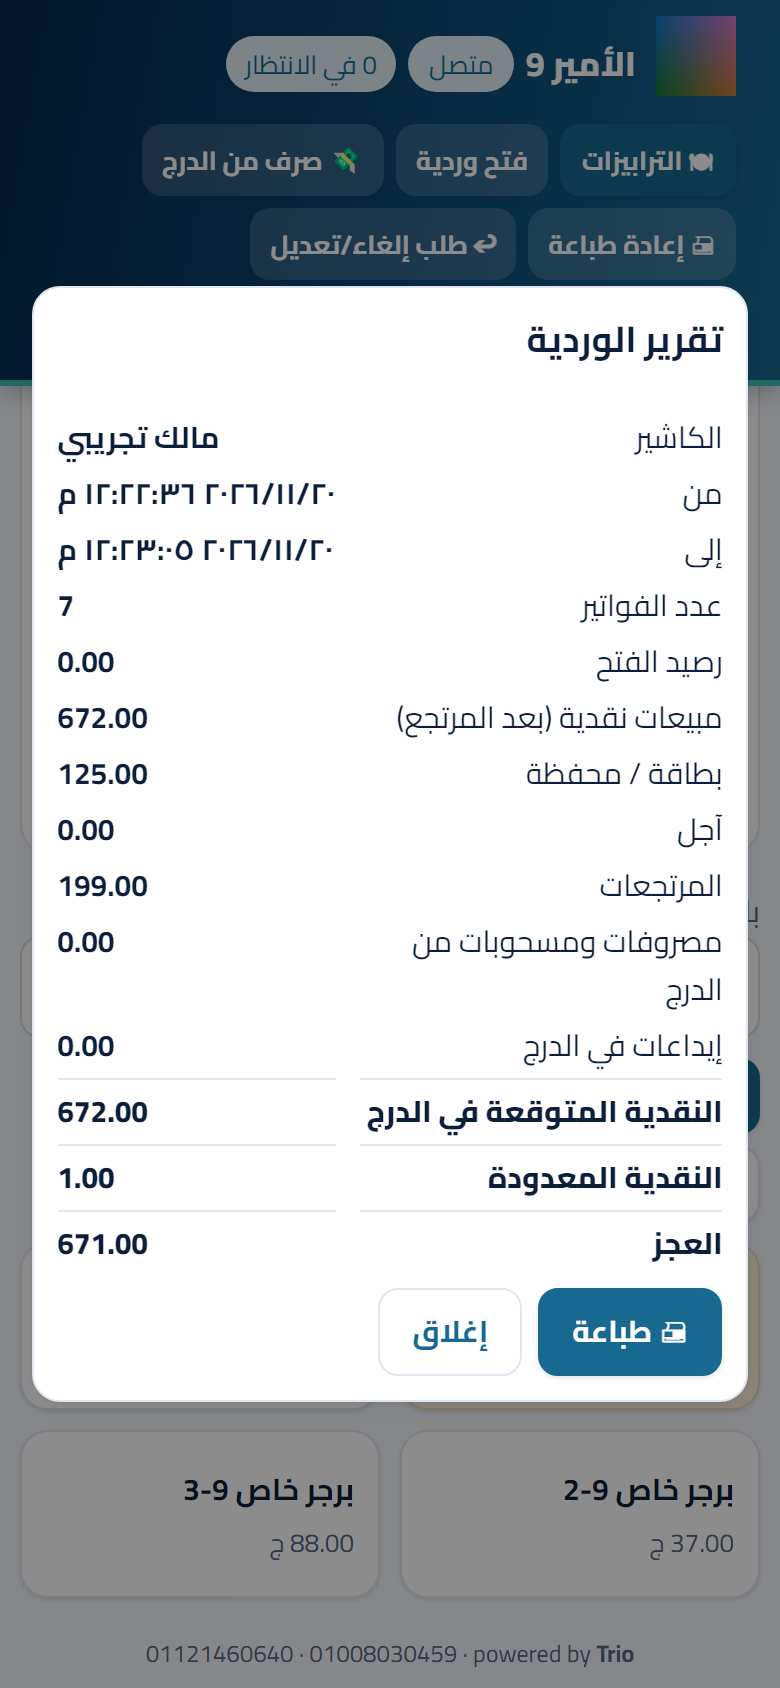 الأمير 9
متصل
0 في الانتظار
الترابيزات
فتح وردية
صرف من الدرج
إعادة طباعة
طلب إلغاء/تعديل
تقرير الوردية
الكاشير مالك تجريبي
من ٢٠٢٦/١١/٢٠ ١٢:٢٢:٣٦ م
إلى ٢٠٢٦/١١/٢٠ ١٢:٢٣:٠٥ م
عدد الفواتير 7
رصيد الفتح 0.00
مبيعات نقدية (بعد المرتجع) 672.00
بطاقة / محفظة 125.00
آجل 0.00
المرتجعات 199.00
مصروفات ومسحوبات من 0.00
الدرج
إيداعات في الدرج 0.00
النقدية المتوقعة في الدرج 672.00
النقدية المعدودة 1.00
العجز 671.00
طباعة
إغلاق
برجر خاص 9-2
37.00 ج
برجر خاص 9-3
88.00 ج
01121460640 · 01008030459 · powered by Trio